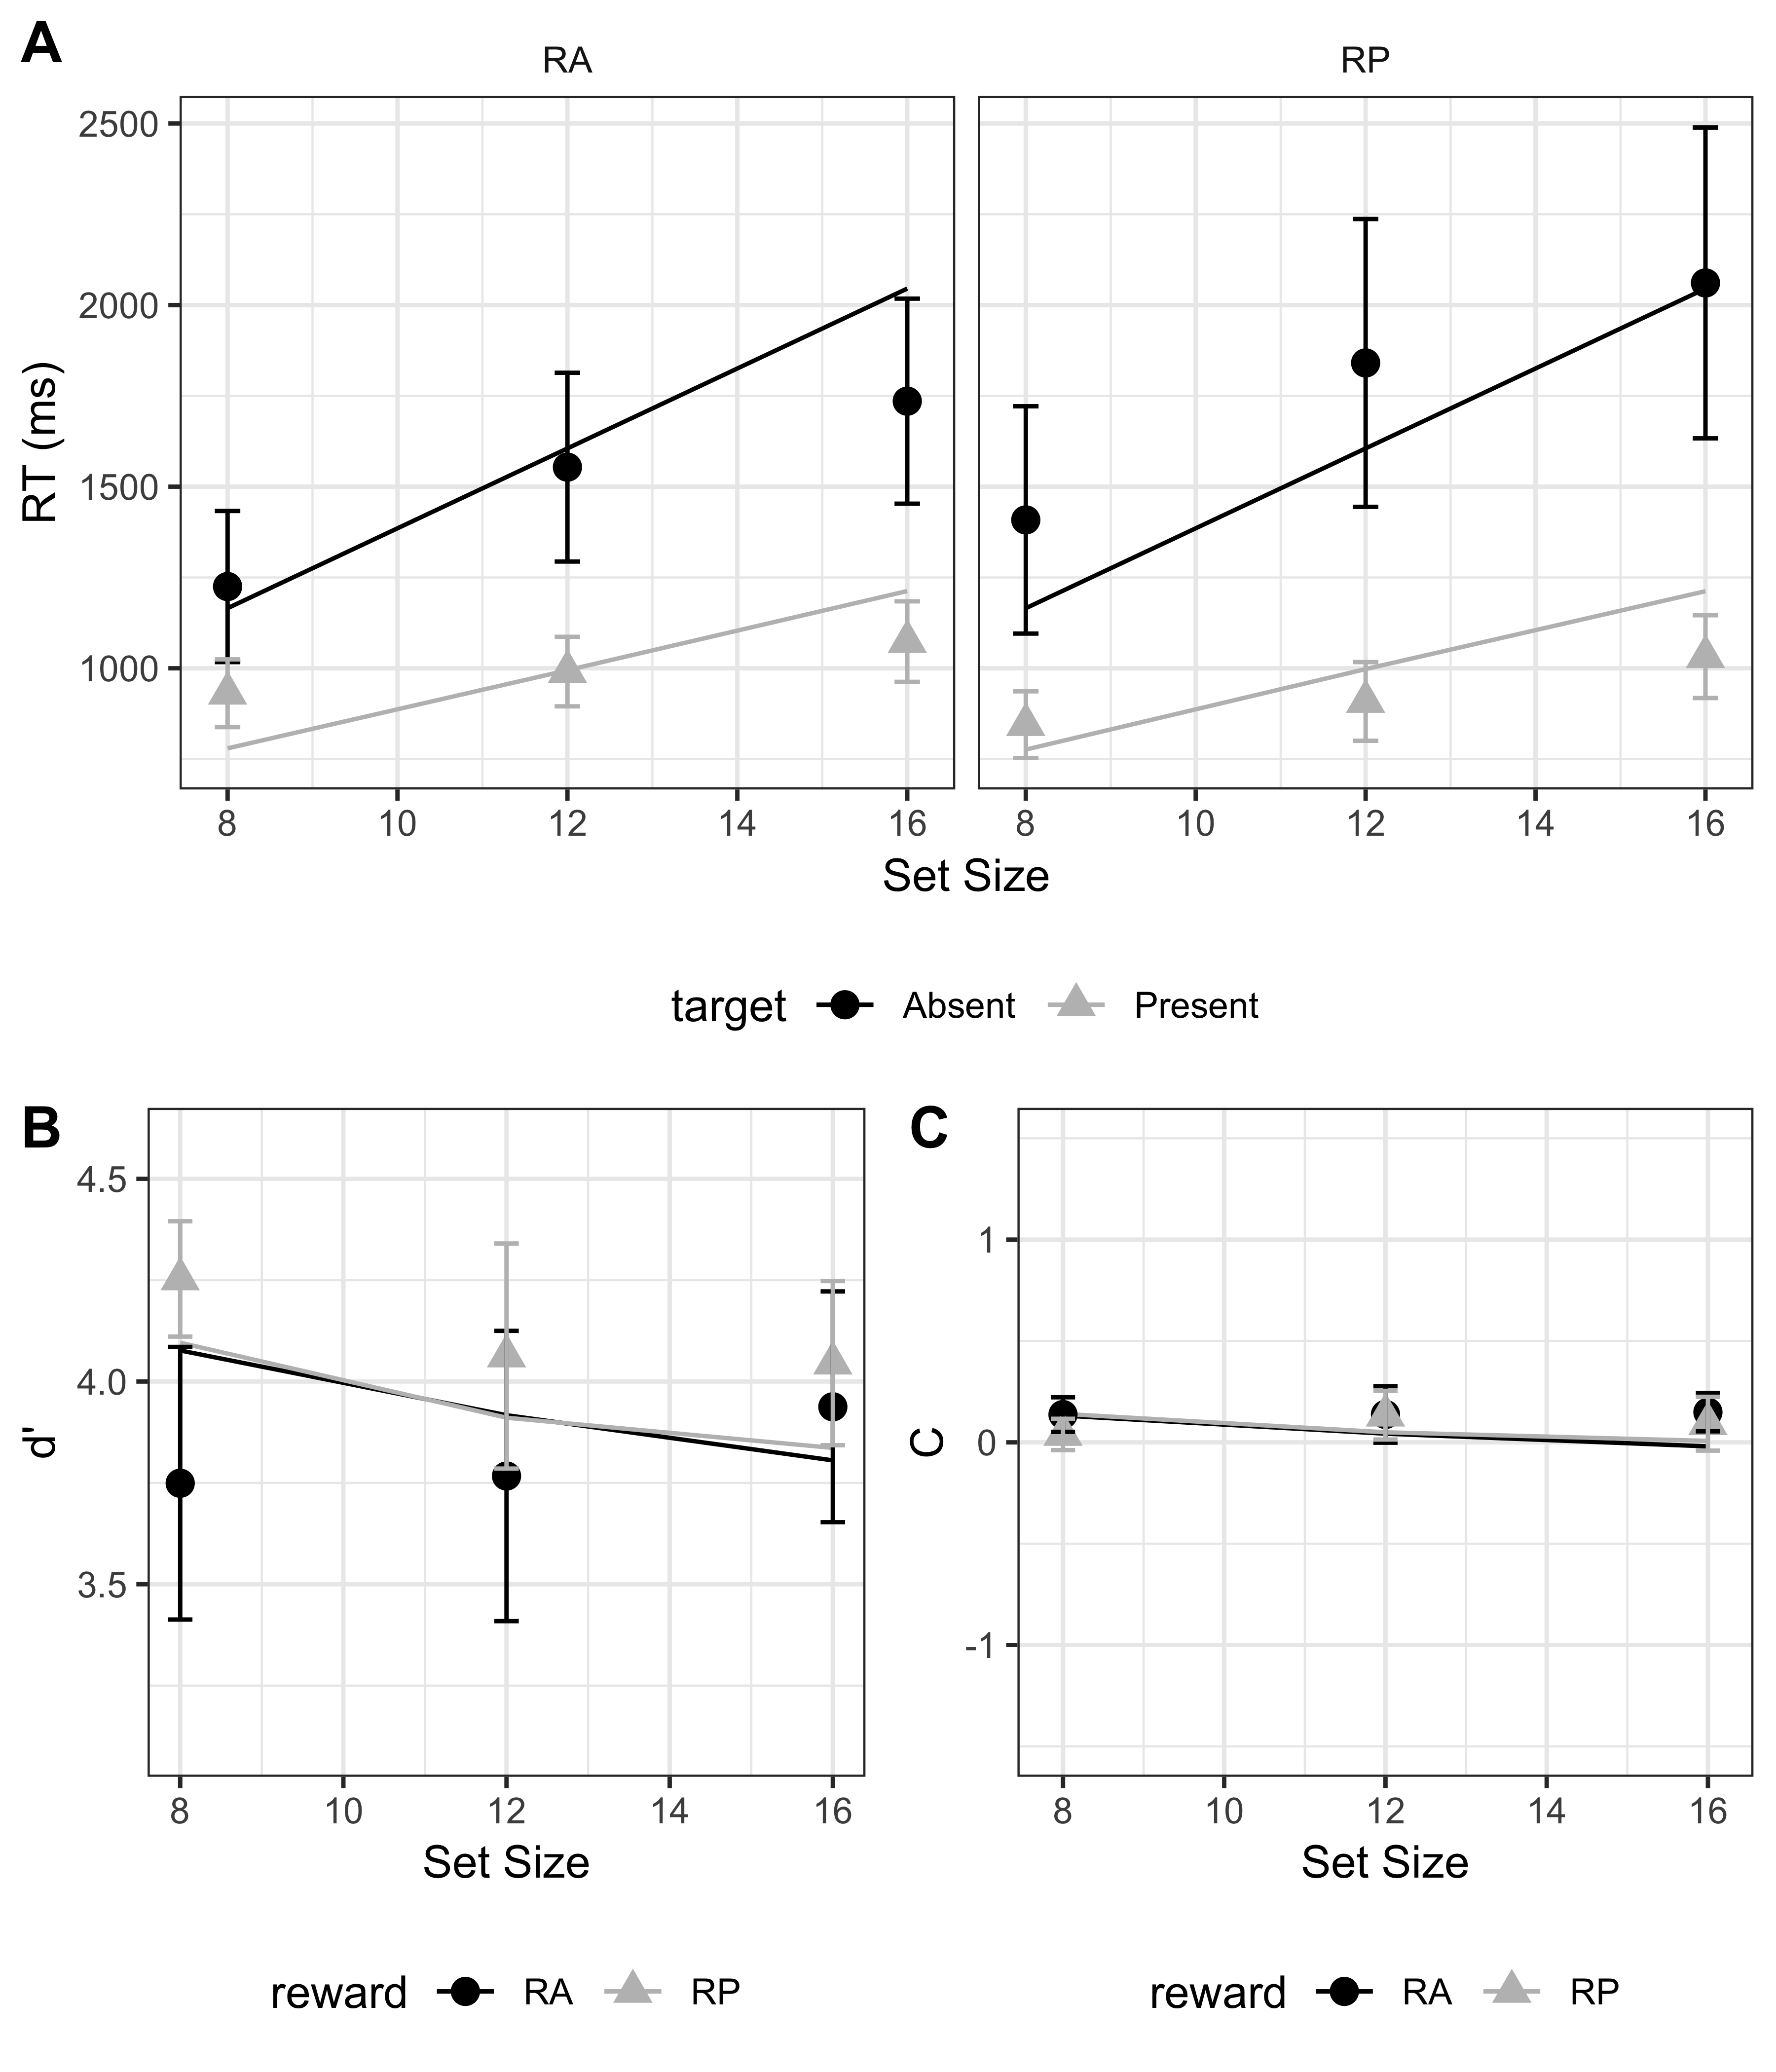 A
RA RP
2500
2000
1500
1000
RT (ms)
8 10 12 14 16 8 10 12 14 16
Set Size
target Absent Present
B
4.5
4.0
3.5
d'
8 10 12 14 16
Set Size
reward RA RP
C
1
0
-1
C
8 10 12 14 16
Set Size
reward RA RP